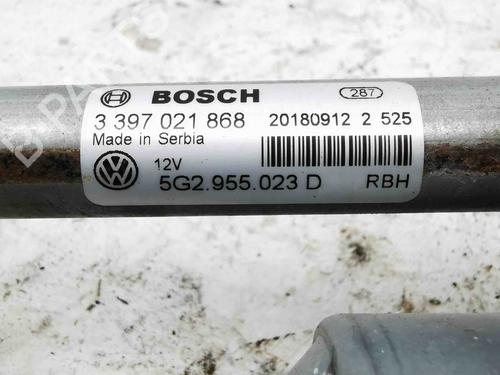 BOSCH
287
3 397 021 868
20180912 2 525
Made in Serbia
12V
5G2.955.023 D
RBH